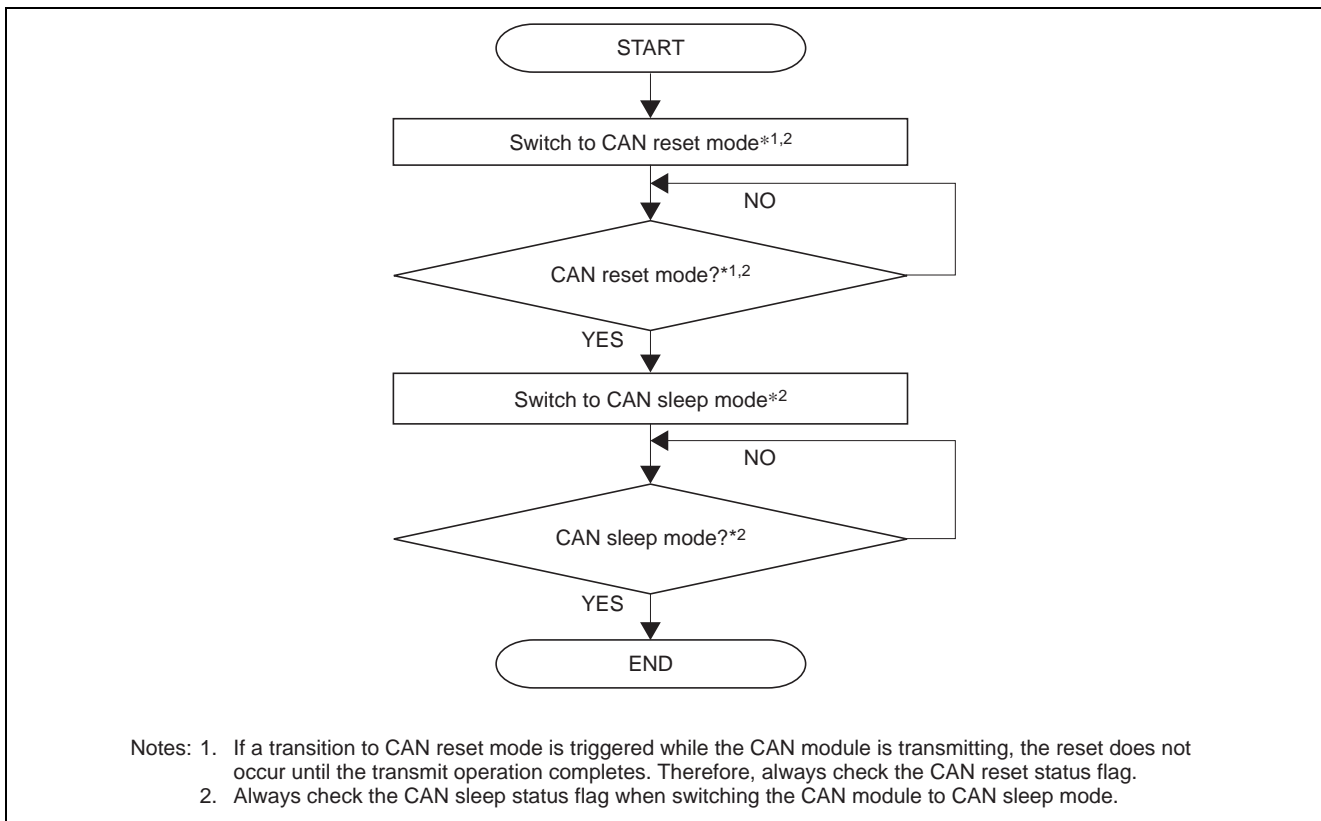 START
Switch to CAN reset mode*1,2
NO
CAN reset mode?*1,2
YES
Switch to CAN sleep mode*2
NO
CAN sleep mode?*2
YES
END
Notes: 1. If a transition to CAN reset mode is triggered while the CAN module is transmitting, the reset does not
occur until the transmit operation completes. Therefore, always check the CAN reset status flag.
2. Always check the CAN sleep status flag when switching the CAN module to CAN sleep mode.